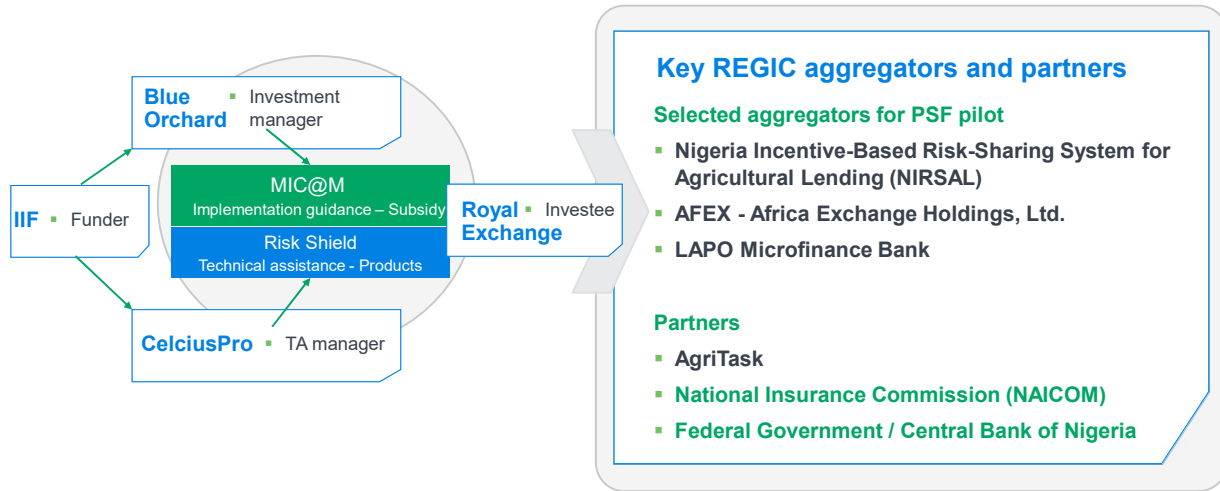 Blue ▪ Investment
Orchard manager
MIC@M
Implementation guidance – Subsidy
IIF ▪ Funder
Royal ▪ Investee
Exchange
Risk Shield
Technical assistance - Products
CelciusPro ▪ TA manager
Key REGIC aggregators and partners
Selected aggregators for PSF pilot
▪ Nigeria Incentive-Based Risk-Sharing System for
Agricultural Lending (NIRSAL)
▪ AFEX - Africa Exchange Holdings, Ltd.
▪ LAPO Microfinance Bank
Partners
▪ AgriTask
▪ National Insurance Commission (NAICOM)
▪ Federal Government / Central Bank of Nigeria